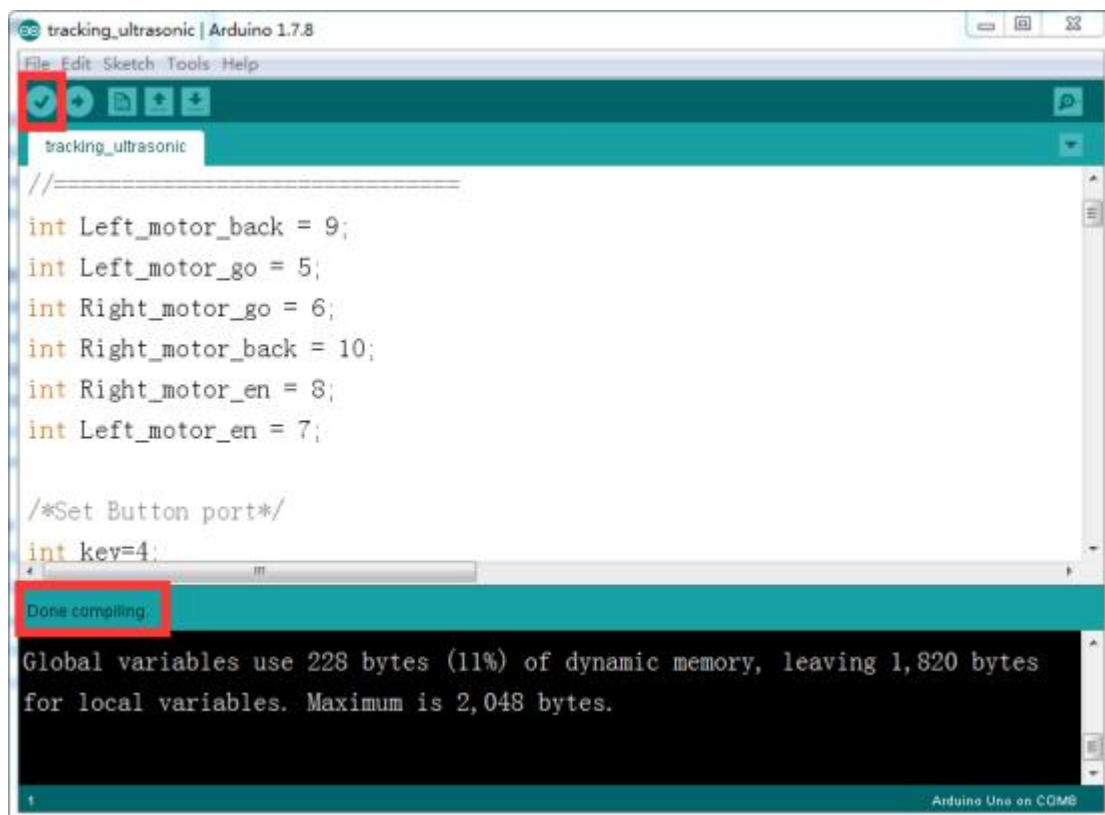 tracking_ultrasonic | Arduino 1.7.8
File Edit Sketch Tools Help
tracking_ultrasonic
//==============================
int Left_motor_back = 9;
int Left_motor_go = 5;
int Right_motor_go = 6;
int Right_motor_back = 10;
int Right_motor_en = 8;
int Left_motor_en = 7;
/*Set Button port*/
int key=4;
Done compiling.
Global variables use 228 bytes (11%) of dynamic memory, leaving 1,820 bytes
for local variables. Maximum is 2,048 bytes.
1 Arduino Uno on COM8